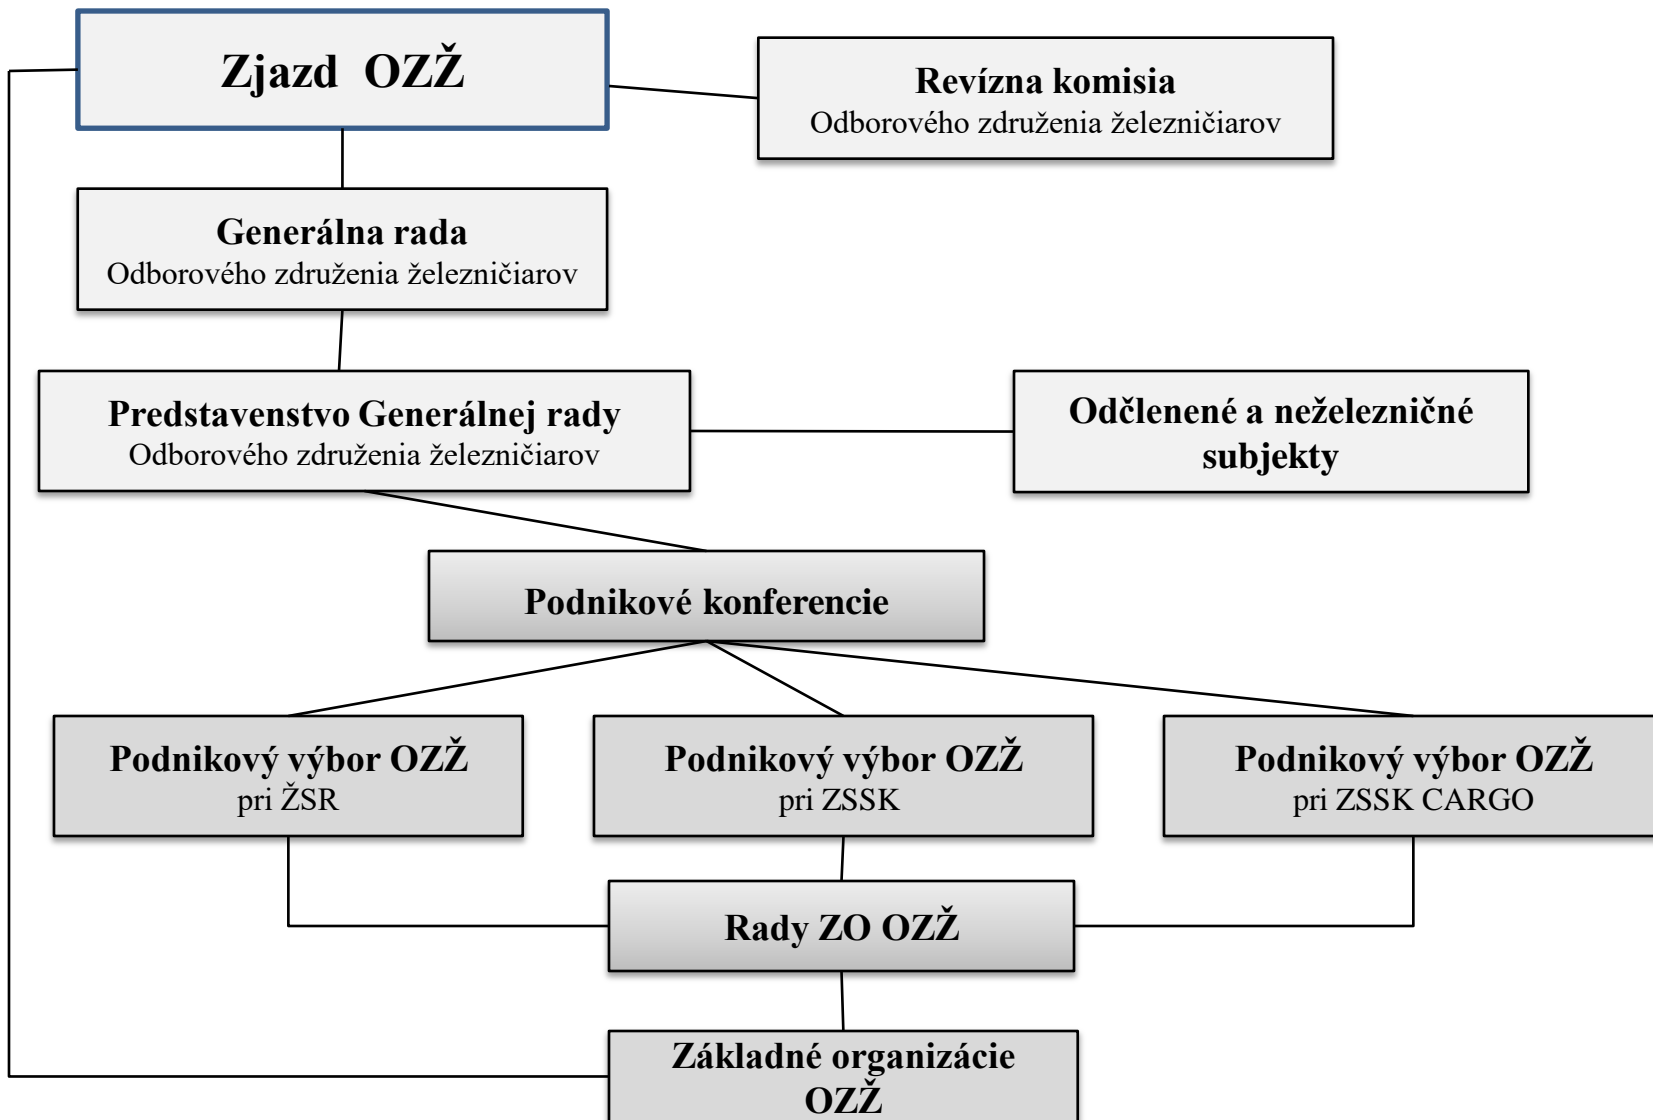 Zjazd OZŽ
Revízna komisia
Odborového združenia železničiarov
Generálna rada
Odborového združenia železničiarov
Predstavenstvo Generálnej rady
Odborového združenia železničiarov
Odčlenené a neželezničné
subjekty
Podnikové konferencie
Podnikový výbor OZŽ
pri ŽSR
Podnikový výbor OZŽ
pri ZSSK
Podnikový výbor OZŽ
pri ZSSK CARGO
Rady ZO OZŽ
Základné organizácie
OZŽ